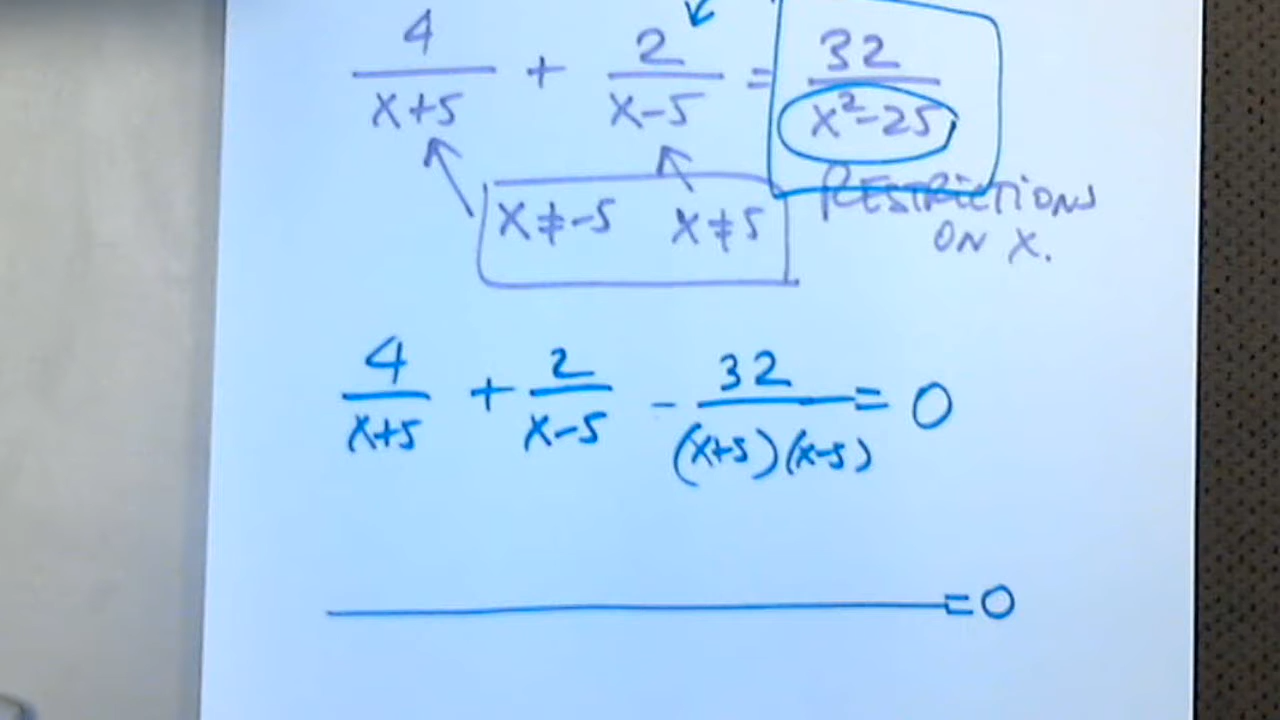 4/(x+5) + 2/(x-5) = 32/(x²-25)
x≠-5 x≠5 RESTRICTIONS
ON X.
4/(x+5) + 2/(x-5) - 32/((x+5)(x-5)) = 0
=0